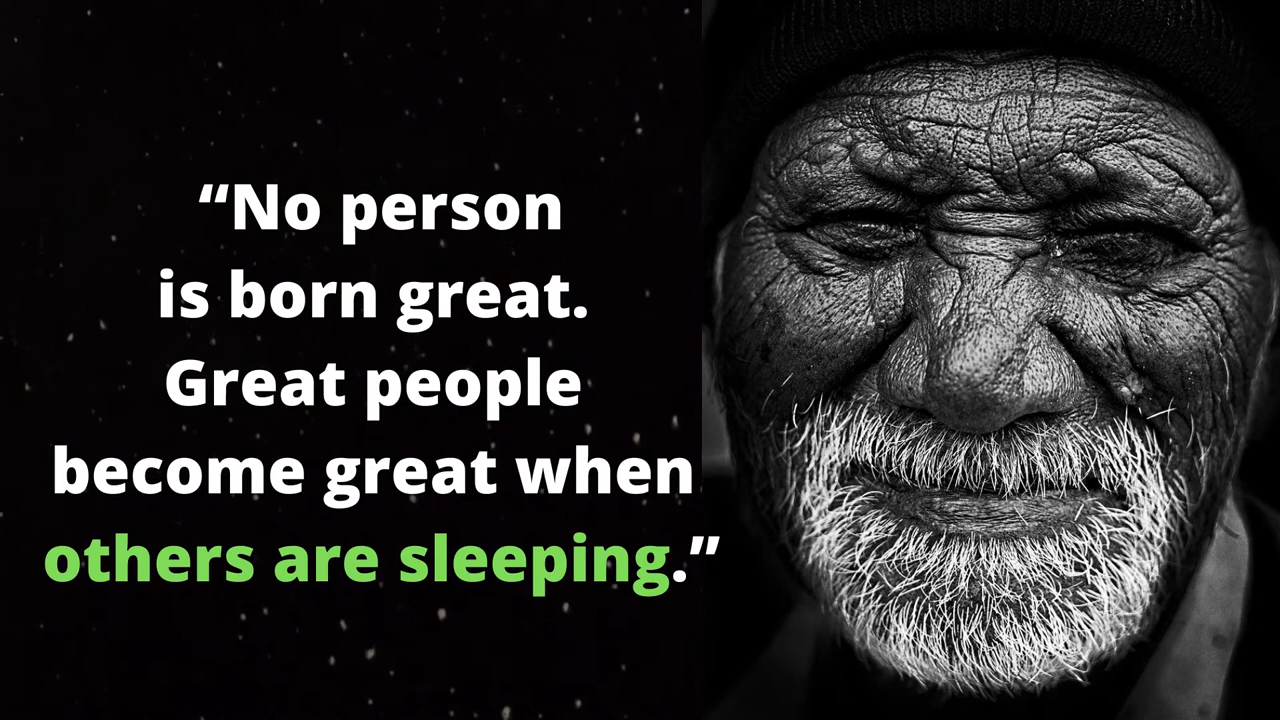 “No person
is born great.
Great people
become great when
others are sleeping.”